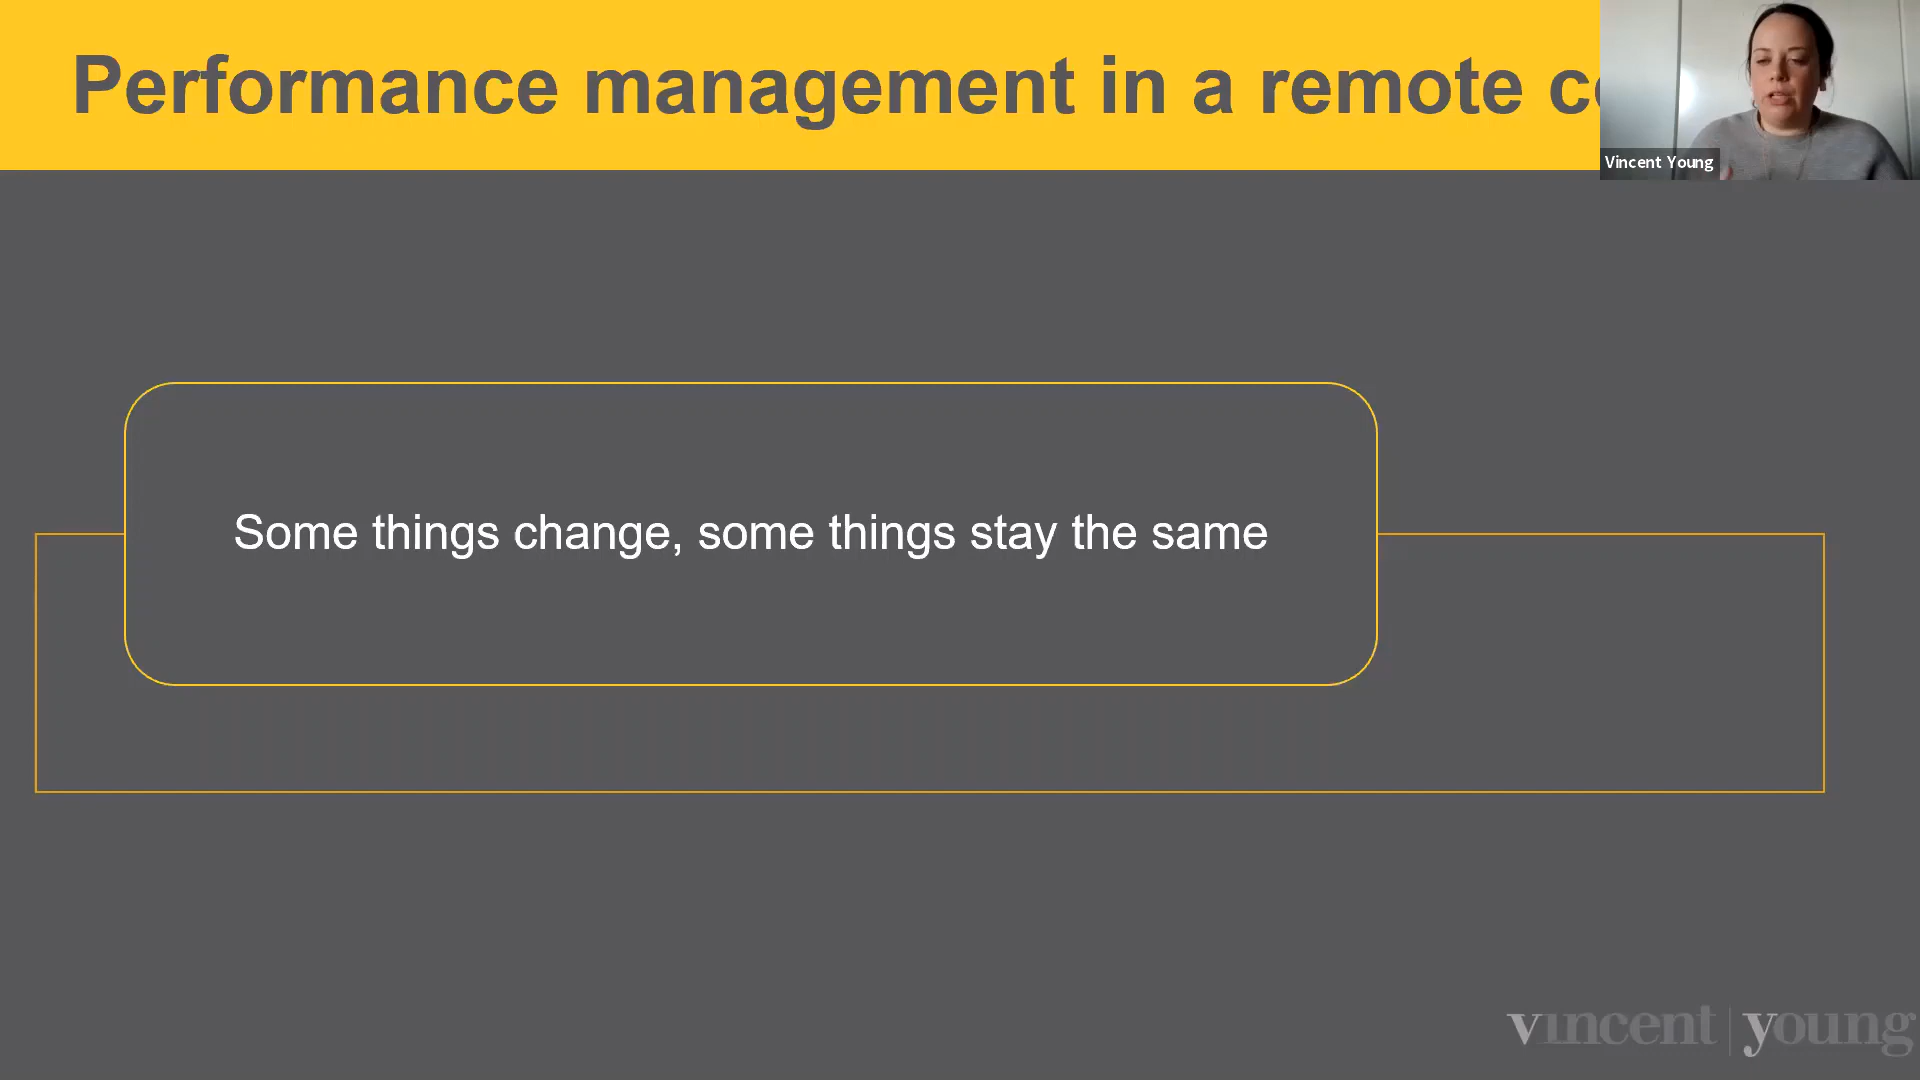 Performance management in a remote
Vincent Young
Some things change, some things stay the same
vincent young